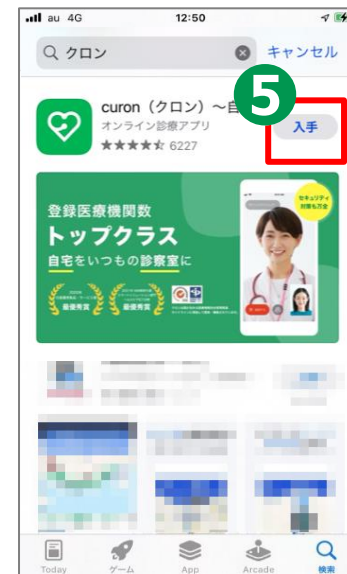 au 4G 12:50
クロン キャンセル
5
curon（クロン）～自
オンライン診療アプリ
入手
6227
登録医療機関数
トップクラス
自宅をいつもの診察室に
最優秀賞 最優秀賞
セキュリティ
対策も万全
Today ゲーム App Arcade 検索